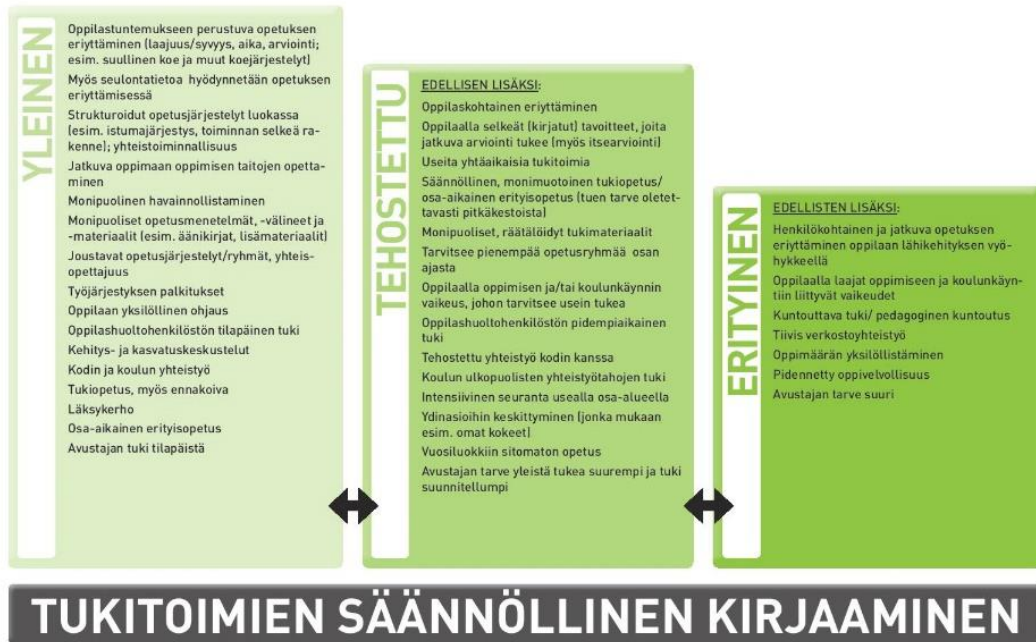 YLEINEN
Oppilastuntemukseen perustuva opetuksen
eriyttäminen (laajuus/syvyys, aika, arviointi;
esim. suullinen koe ja muut koejärjestelyt)
Myös seulontatietoa hyödynnetään opetuksen
eriyttämisessä
Strukturoidut opetusjärjestelyt luokassa
(esim. istumajärjestys, toiminnan selkeä ra-
kenne); yhteistoiminnallisuus
Jatkuva oppimaan oppimisen taitojen opetta-
minen
Monipuolinen havainnollistaminen
Monipuoliset opetusmenetelmät, -välineet ja
-materiaalit (esim. äänikirjat, lisämateriaalit)
Joustavat opetusjärjestelyt/ryhmät, yhteis-
opettajuus
Työjärjestyksen palkitukset
Oppilaan yksilöllinen ohjaus
Oppilashuoltohenkilöstön tilapäinen tuki
Kehitys- ja kasvatuskeskustelut
Kodin ja koulun yhteistyö
Tukiopetus, myös ennakoiva
Läksykerho
Osa-aikainen erityisopetus
Avustajan tuki tilapäistä
TEHOSTETTU
EDELLISEN LISÄKSI:
Oppilaskohtainen eriyttäminen
Oppilaalla selkeät (kirjatut) tavoitteet, joita
jatkuva arviointi tukee (myös itsearviointi)
Useita yhtäaikaisia tukitoimia
Säännöllinen, monimuotoinen tukiopetus/
osa-aikainen erityisopetus (tuen tarve oletet-
tavasti pitkäkestoista)
Monipuoliset, räätälöidyt tukimateriaalit
Tarvitsee pienempää opetusryhmää osan
ajasta
Oppilaalla oppimisen ja/tai koulunkäynnin
vaikeus, johon tarvitsee usein tukea
Oppilashuoltohenkilöstön pidempiaikainen
tuki
Tehostettu yhteistyö kodin kanssa
Koulun ulkopuolisten yhteistyötahojen tuki
Intensiivinen seuranta usealla osa-alueella
Ydinasioihin keskittyminen (jonka mukaan
esim. omat kokeet)
Vuosiluokkiin sitomaton opetus
Avustajan tarve yleistä tukea suurempi ja tuki
suunnitellumpi
ERITYINEN
EDELLISTEN LISÄKSI:
Henkilökohtainen ja jatkuva opetuksen
eriyttäminen oppilaan lähikehityksen vyö-
hykkeellä
Oppilaalla laajat oppimiseen ja koulunkäyn-
tiin liittyvät vaikeudet
Kuntouttava tuki/ pedagoginen kuntoutus
Tiivis verkostoyhteistyö
Oppimäärän yksilöllistäminen
Pidennetty oppivelvollisuus
Avustajan tarve suuri
TUKITOIMIEN SÄÄNNÖLLINEN KIRJAAMINEN